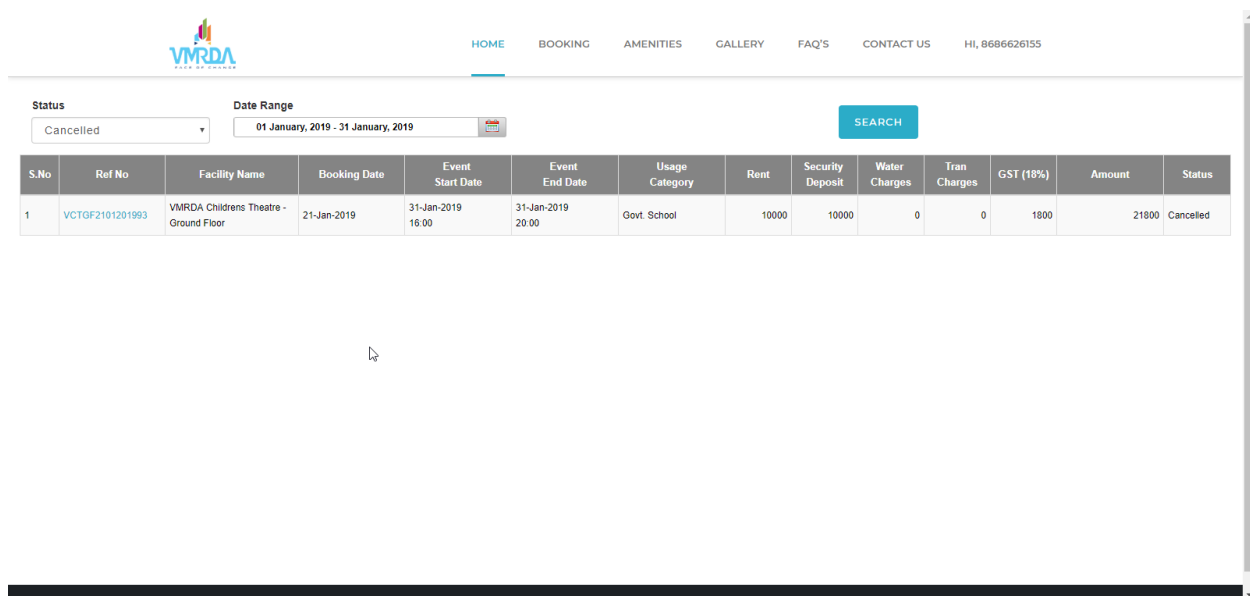 VMRDA
HOME BOOKING AMENITIES GALLERY FAQ'S CONTACT US HI, 8686626155
Status Date Range
Cancelled 01 January, 2019 - 31 January, 2019 SEARCH
S.No Ref No Facility Name Booking Date Event Start Date Event End Date Usage Category Rent Security Deposit Water Charges Tran Charges GST (18%) Amount Status
1 VCTGF2101201993 VMRDA Childrens Theatre - Ground Floor 21-Jan-2019 31-Jan-2019 16:00 31-Jan-2019 20:00 Govt. School 10000 10000 0 0 1800 21800 Cancelled